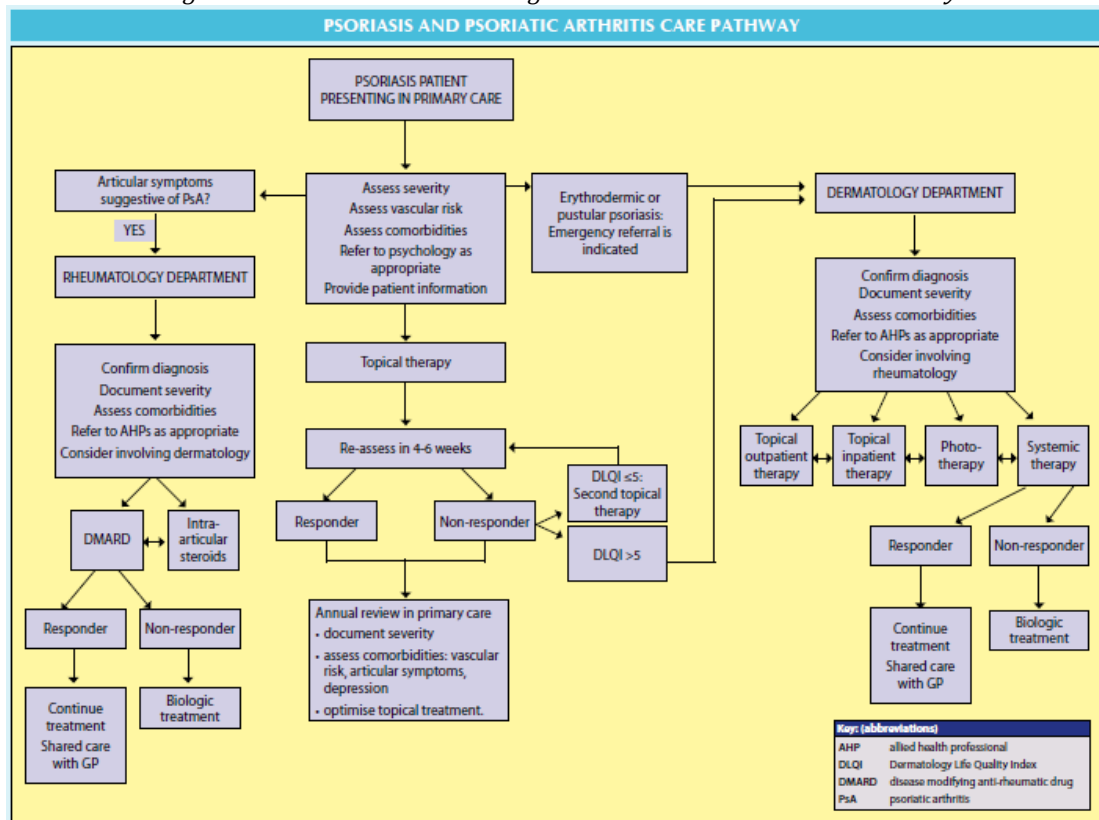 PSORIASIS AND PSORIATIC ARTHRITIS CARE PATHWAY
PSORIASIS PATIENT
PRESENTING IN PRIMARY CARE
Articular symptoms
suggestive of PsA?
YES
RHEUMATOLOGY DEPARTMENT
Confirm diagnosis
Document severity
Assess comorbidities
Refer to AHPs as appropriate
Consider involving dermatology
DMARD
Intra-
articular
steroids
Responder
Non-responder
Continue
treatment
Shared care
with GP
Biologic
treatment
Assess severity
Assess vascular risk
Assess comorbidities
Refer to psychology as
appropriate
Provide patient information
Topical therapy
Re-assess in 4-6 weeks
Responder
Non-responder
DLQI ≤5:
Second topical
therapy
DLQI >5
Annual review in primary care
• document severity
• assess comorbidities: vascular
risk, articular symptoms,
depression
• optimise topical treatment.
Erythrodermic or
pustular psoriasis:
Emergency referral is
indicated
DERMATOLOGY DEPARTMENT
Confirm diagnosis
Document severity
Assess comorbidities
Refer to AHPs as appropriate
Consider involving
rheumatology
Topical
outpatient
therapy
Topical
inpatient
therapy
Photo-
therapy
Systemic
therapy
Responder
Non-responder
Continue
treatment
Shared care
with GP
Biologic
treatment
Key: (abbreviations)
AHP allied health professional
DLQI Dermatology Life Quality Index
DMARD disease modifying anti-rheumatic drug
PsA psoriatic arthritis